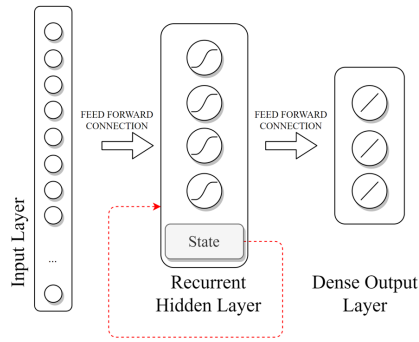 FEED FORWARD
CONNECTION
FEED FORWARD
CONNECTION
Input Layer
...
State
Recurrent
Hidden Layer
Dense Output
Layer